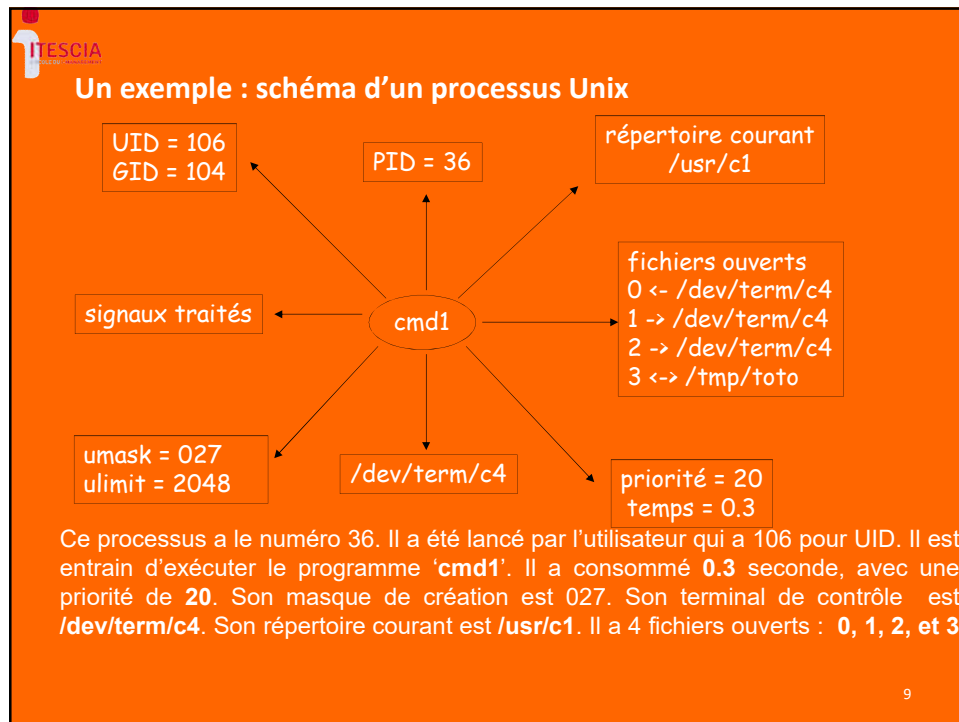 ITESCIA
Un exemple : schéma d'un processus Unix
UID = 106
GID = 104
PID = 36
répertoire courant
/usr/c1
signaux traités
cmd1
fichiers ouverts
0 <- /dev/term/c4
1 -> /dev/term/c4
2 -> /dev/term/c4
3 <-> /tmp/toto
umask = 027
ulimit = 2048
/dev/term/c4
priorité = 20
temps = 0.3
Ce processus a le numéro 36. Il a été lancé par l'utilisateur qui a 106 pour UID. Il est
entrain d'exécuter le programme 'cmd1'. Il a consommé 0.3 seconde, avec une
priorité de 20. Son masque de création est 027. Son terminal de contrôle est
/dev/term/c4. Son répertoire courant est /usr/c1. Il a 4 fichiers ouverts : 0, 1, 2, et 3
9